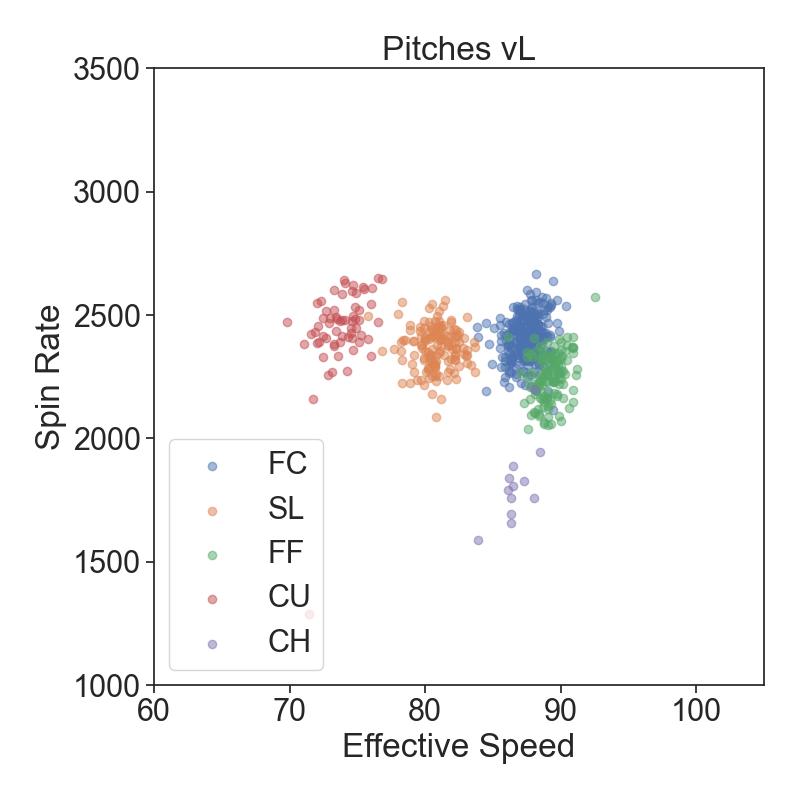 Pitches vL
3500
3000
2500
2000
1500
1000
Spin Rate
FC
SL
FF
CU
CH
60 70 80 90 100
Effective Speed